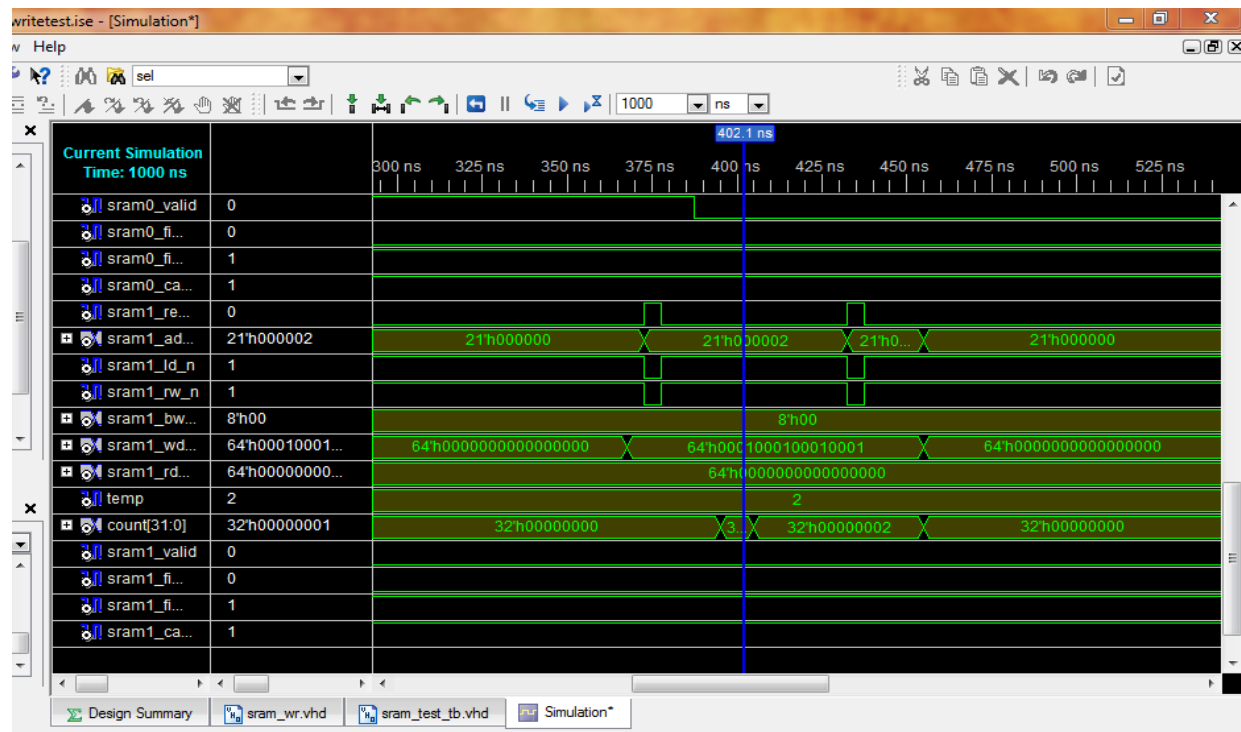 writetest.ise - [Simulation*]
w Help
sel
1000 ns
402.1 ns
Current Simulation
Time: 1000 ns
300 ns 325 ns 350 ns 375 ns 400 ns 425 ns 450 ns 475 ns 500 ns 525 ns
sram0_valid 0
sram0_fi... 0
sram0_fi... 1
sram0_ca... 1
sram1_re... 0
sram1_ad... 21'h000002 21'h000000 21'h000002 21'h0... 21'h000000
sram1_ld_n 1
sram1_rw_n 1
sram1_bw... 8'h00 8'h00
sram1_wd... 64'h00010001... 64'h0000000000000000 64'h0001000100010001 64'h0000000000000000
sram1_rd... 64'h00000000... 64'h0000000000000000
temp 2 2
count[31:0] 32'h00000001 32'h00000000 3... 32'h00000002 32'h00000000
sram1_valid 0
sram1_fi... 0
sram1_fi... 1
sram1_ca... 1
Design Summary sram_wr.vhd sram_test_tb.vhd Simulation*